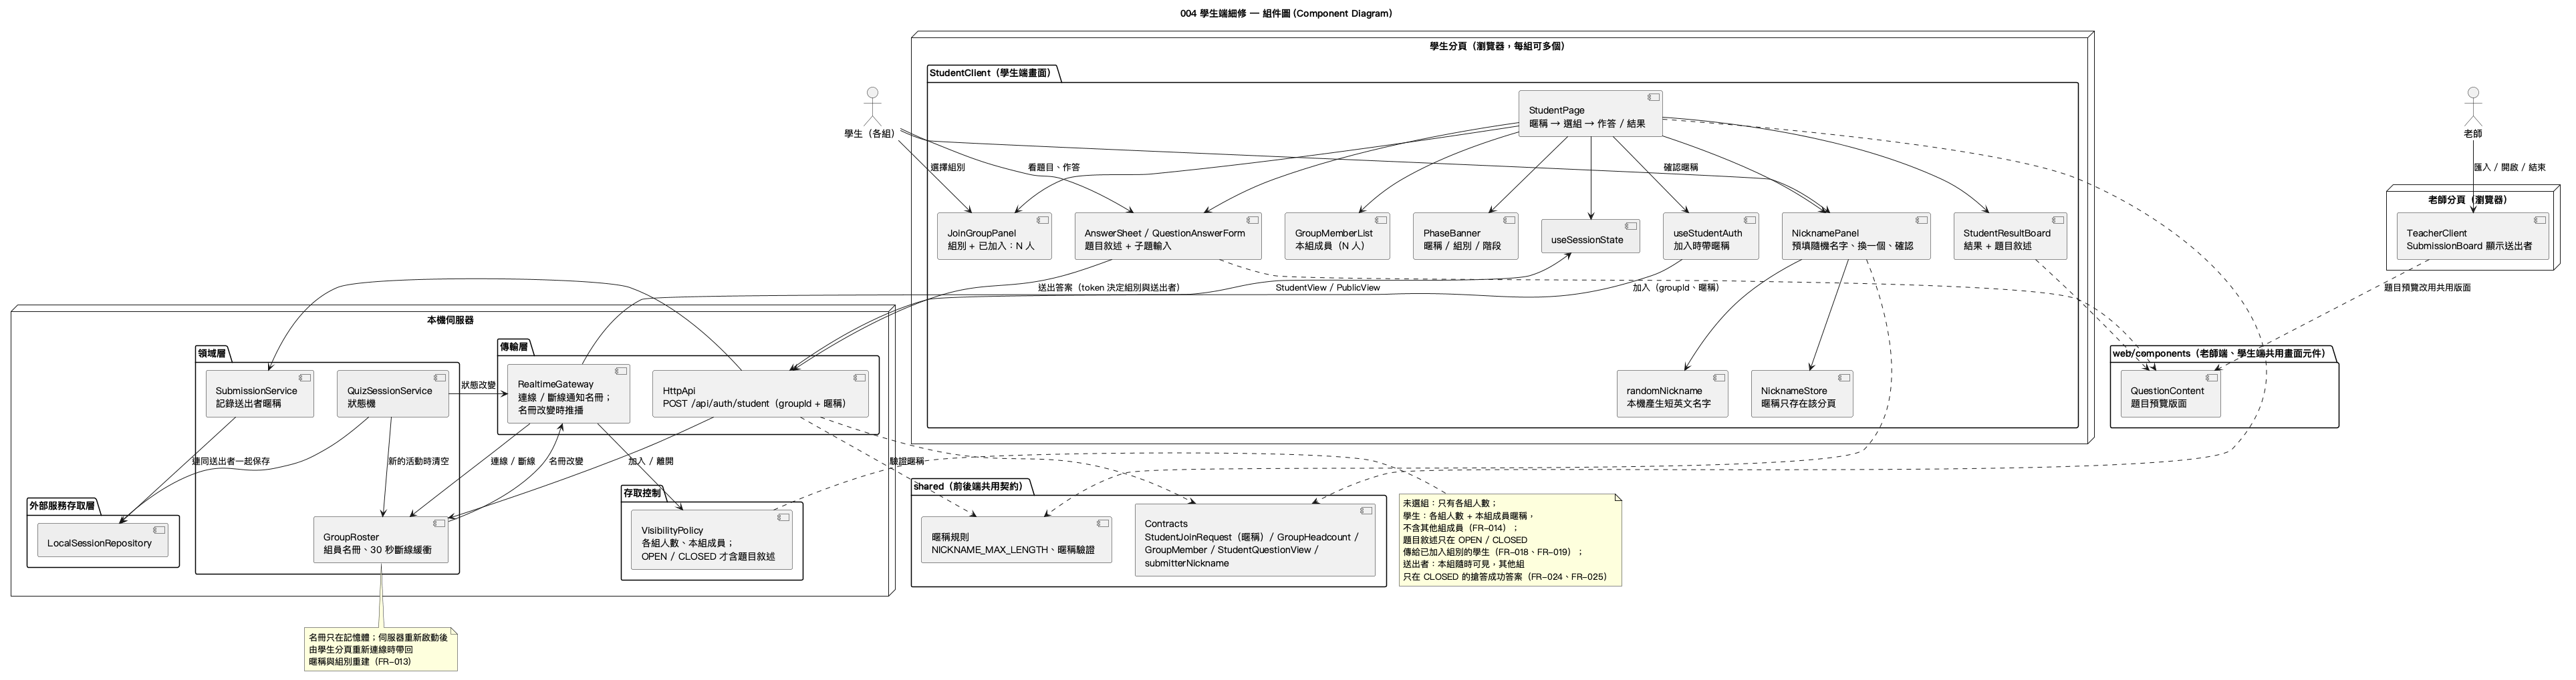 004 學生端細修 — 組件圖 (Component Diagram)
學生分頁（瀏覽器，每組可多個）
StudentClient（學生端畫面）
StudentPage
暱稱 → 選組 → 作答 / 結果
學生（各組）
老師
選擇組別
看題目、作答
確認暱稱
匯入 / 開啟 / 結束
JoinGroupPanel
組別 + 已加入：N 人
AnswerSheet / QuestionAnswerForm
題目敘述 + 子題輸入
GroupMemberList
本組成員（N 人）
PhaseBanner
暱稱 / 組別 / 階段
useSessionState
useStudentAuth
加入時帶暱稱
NicknamePanel
預填隨機名字、換一個、確認
StudentResultBoard
結果 + 題目敘述
老師分頁（瀏覽器）
TeacherClient
SubmissionBoard 顯示送出者
送出答案（token 決定組別與送出者）
StudentView / PublicView
加入（groupId、暱稱）
題目預覽改用共用版面
本機伺服器
領域層
SubmissionService
記錄送出者暱稱
QuizSessionService
狀態機
狀態改變
傳輸層
RealtimeGateway
連線 / 斷線通知名冊；
名冊改變時推播
HttpApi
POST /api/auth/student（groupId + 暱稱）
randomNickname
本機產生短英文名字
NicknameStore
暱稱只存在該分頁
web/components（老師端、學生端共用畫面元件）
QuestionContent
題目預覽版面
連同送出者一起保存
新的活動時清空
連線 / 斷線
名冊改變
加入 / 離開
驗證暱稱
外部服務存取層
LocalSessionRepository
GroupRoster
組員名冊、30 秒斷線緩衝
存取控制
VisibilityPolicy
各組人數、本組成員；
OPEN / CLOSED 才含題目敘述
shared（前後端共用契約）
暱稱規則
NICKNAME_MAX_LENGTH、暱稱驗證
Contracts
StudentJoinRequest（暱稱）/ GroupHeadcount /
GroupMember / StudentQuestionView /
submitterNickname
未選組：只有各組人數；
學生：各組人數 + 本組成員暱稱，
不含其他組成員（FR-014）；
題目敘述只在 OPEN / CLOSED
傳給已加入組別的學生（FR-018、FR-019）；
送出者：本組隨時可見，其他組
只在 CLOSED 的搶答成功答案（FR-024、FR-025）
名冊只在記憶體；伺服器重新啟動後
由學生分頁重新連線時帶回
暱稱與組別重建（FR-013）